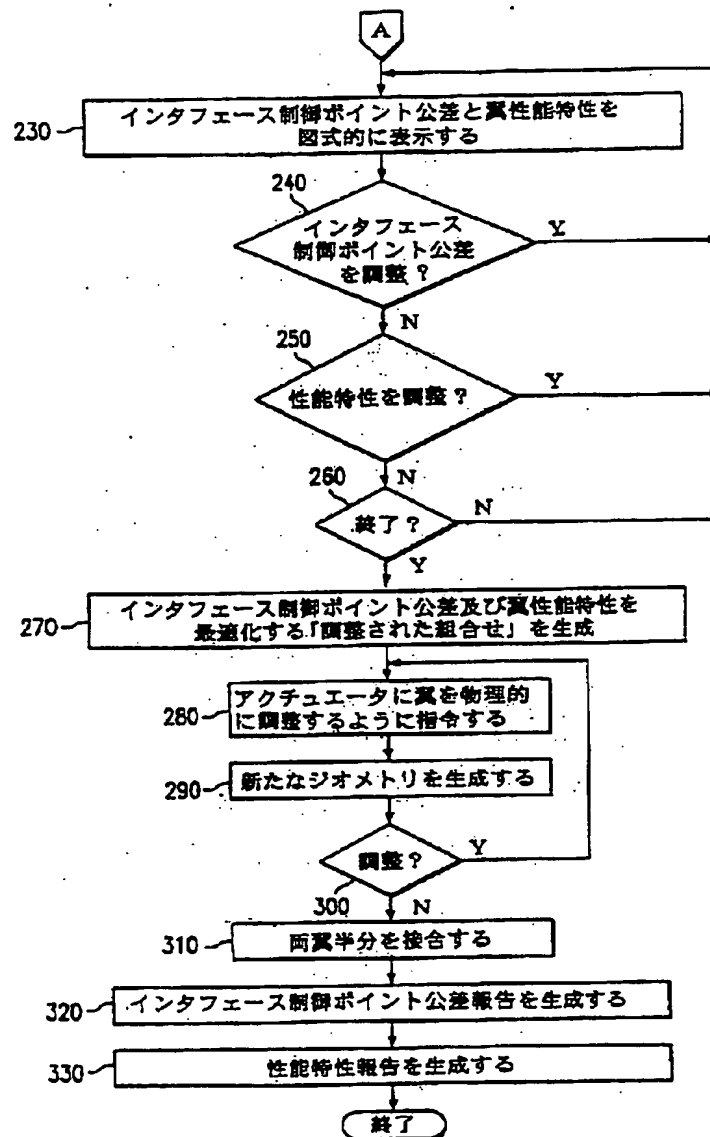 A
インタフェース制御ポイント公差と翼性能特性を
図式的に表示する
230
240
インタフェース
制御ポイント公差
を調整？
Y
N
250
性能特性を調整？
Y
N
260
終了？
N
Y
インタフェース制御ポイント公差及び翼性能特性を
最適化する「調整された組合せ」を生成
270
アクチュエータに翼を物理的
に調整するように指令する
280
新たなジオメトリを生成する
290
調整？
Y
300
N
両翼半分を接合する
310
インタフェース制御ポイント公差報告を生成する
320
性能特性報告を生成する
330
終了